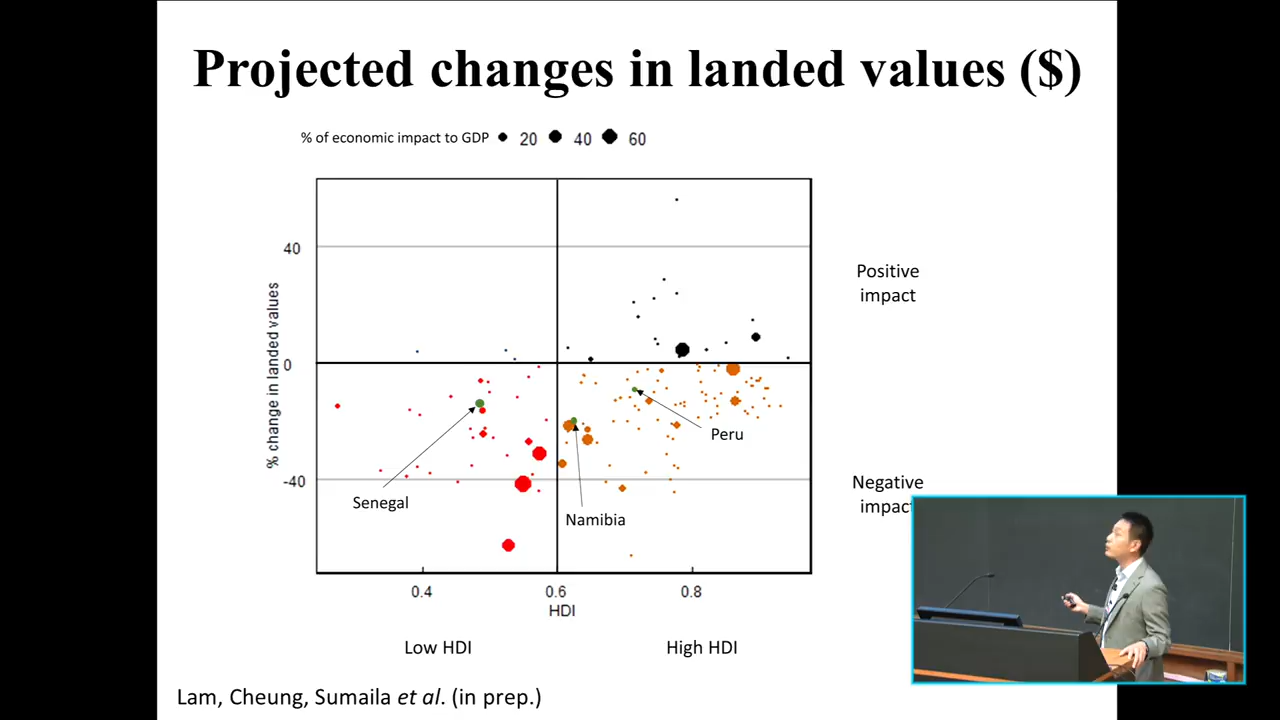 Projected changes in landed values ($)
% of economic impact to GDP 20 40 60
40
Positive
impact
0
% change in landed values
Peru
-40
Negative
impact
Senegal
Namibia
0.4 0.6 0.8
HDI
Low HDI High HDI
Lam, Cheung, Sumaila et al. (in prep.)